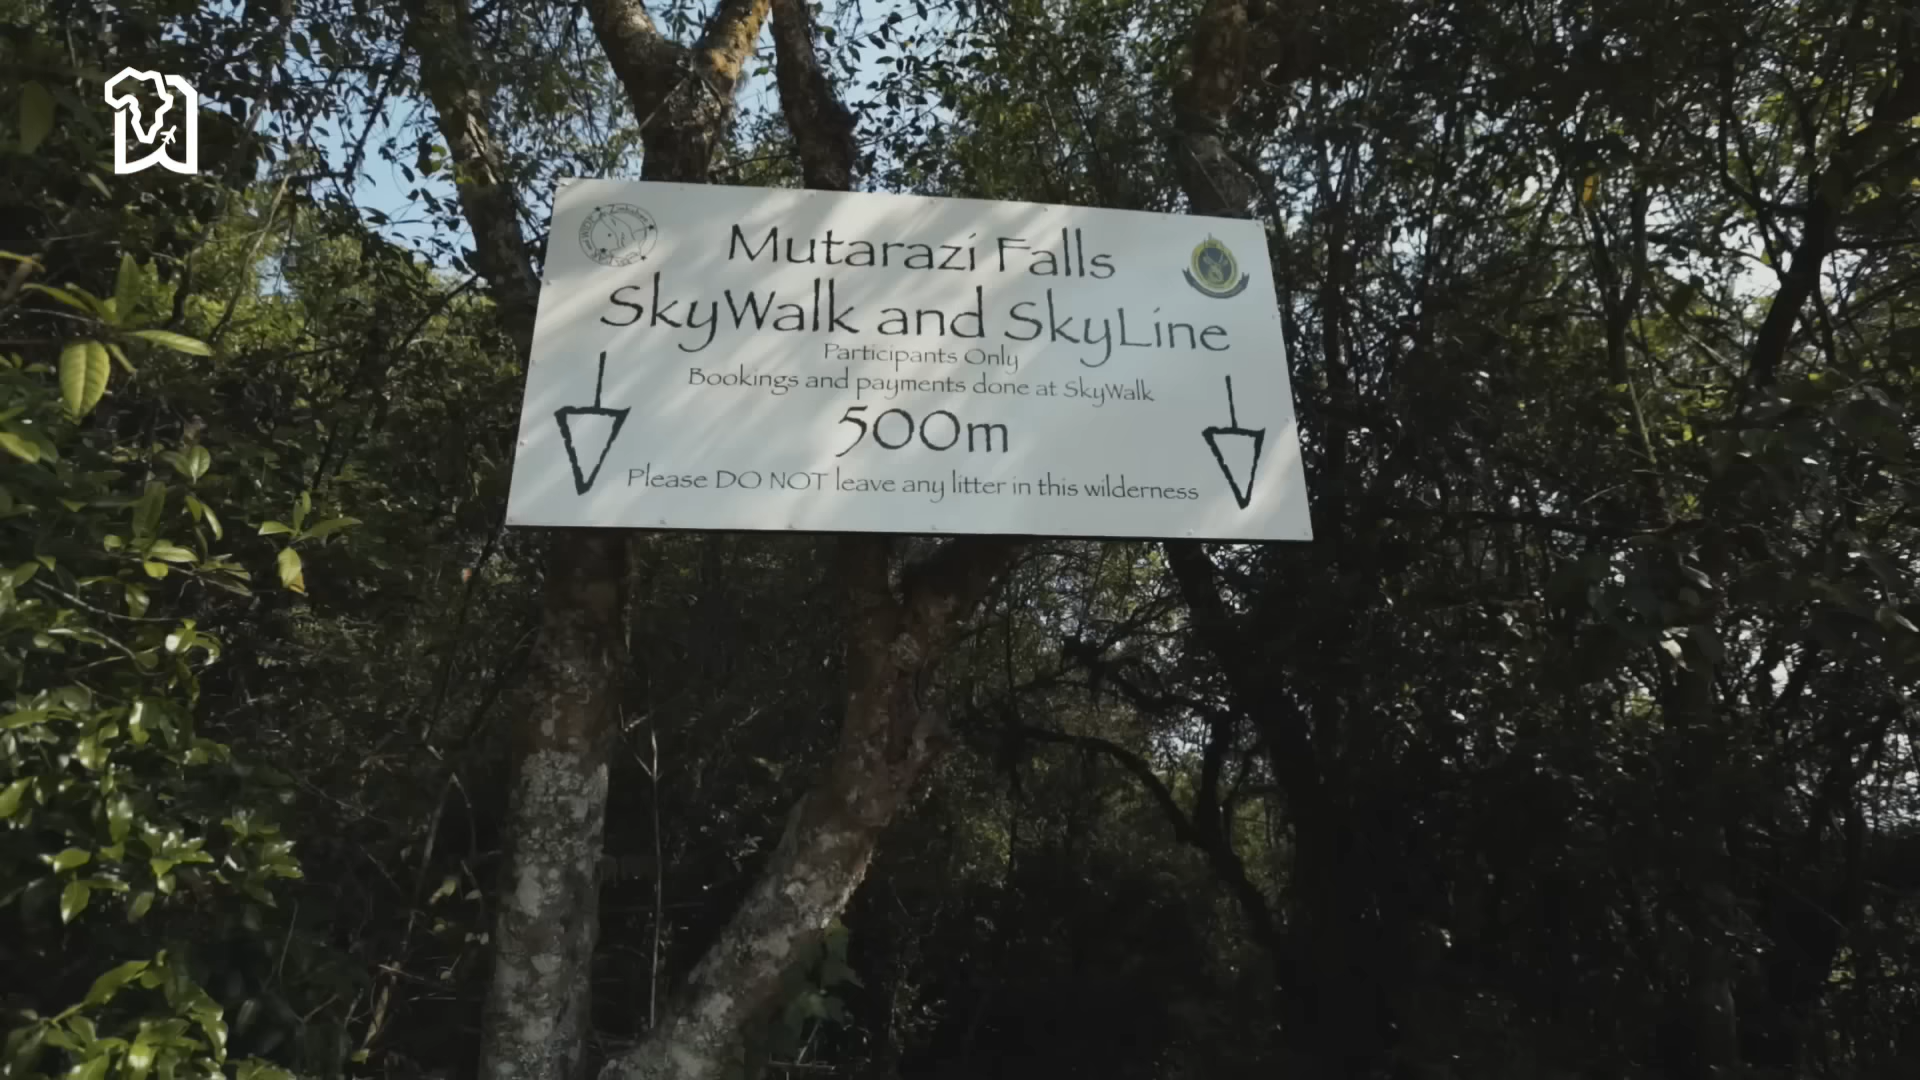 Mutarazi Falls
SkyWalk and SkyLine
Participants Only
Bookings and payments done at SkyWalk
500m
Please DO NOT leave any litter in this wilderness